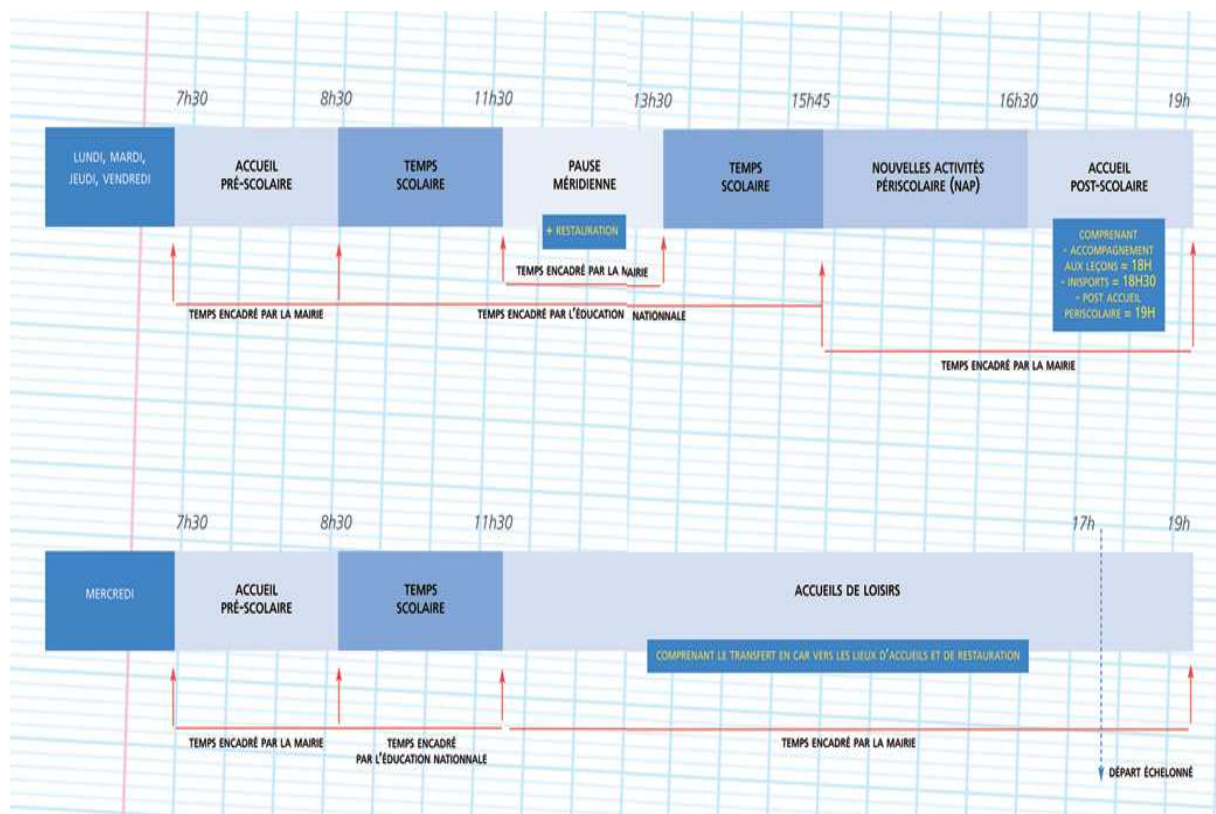 7h30 8h30 11h30 13h30 15h45 16h30 19h
LUNDI, MARDI,
JEUDI, VENDREDI
ACCUEIL
PRÉ-SCOLAIRE
TEMPS
SCOLAIRE
PAUSE
MÉRIDIENNE
+ RESTAURATION
TEMPS
SCOLAIRE
NOUVELLES ACTIVITÉS
PÉRISCOLAIRE (NAP)
ACCUEIL
POST-SCOLAIRE
COMPRENANT
- ACCOMPAGNEMENT
AUX LEÇONS = 18H
- INISPORTS = 18H30
- POST ACCUEIL
PERISCOLAIRE = 19H
TEMPS ENCADRÉ PAR LA MAIRIE
TEMPS ENCADRÉ PAR LA MAIRIE
TEMPS ENCADRÉ PAR L'ÉDUCATION NATIONNALE
TEMPS ENCADRÉ PAR LA MAIRIE
7h30 8h30 11h30 17h 19h
MERCREDI
ACCUEIL
PRÉ-SCOLAIRE
TEMPS
SCOLAIRE
ACCUEILS DE LOISIRS
COMPRENANT LE TRANSFERT EN CAR VERS LES LIEUX D'ACCUEILS ET DE RESTAURATION
TEMPS ENCADRÉ PAR LA MAIRIE
TEMPS ENCADRÉ
PAR L'ÉDUCATION NATIONNALE
TEMPS ENCADRÉ PAR LA MAIRIE
DÉPART ÉCHELONNÉ